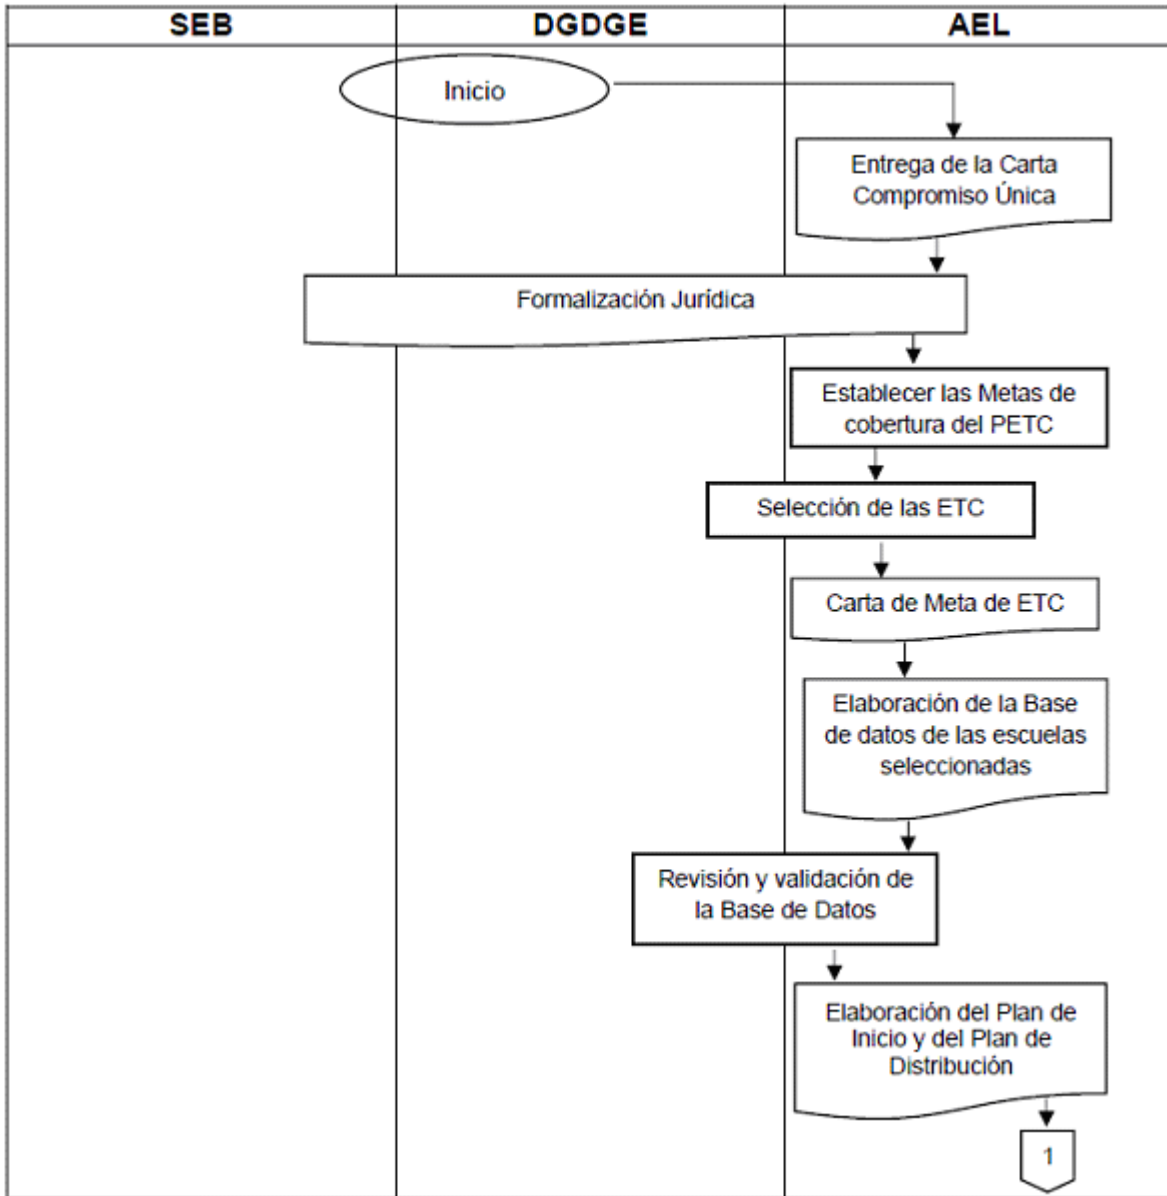 SEB
DGDGE
AEL
Inicio
Entrega de la Carta
Compromiso Única
Formalización Jurídica
Establecer las Metas de
cobertura del PETC
Selección de las ETC
Carta de Meta de ETC
Elaboración de la Base
de datos de las escuelas
seleccionadas
Revisión y validación de
la Base de Datos
Elaboración del Plan de
Inicio y del Plan de
Distribución
1